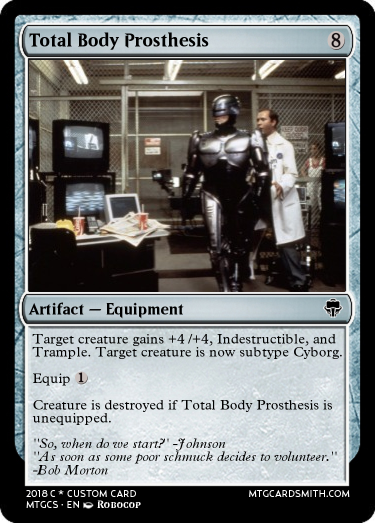 Total Body Prosthesis 8
Artifact — Equipment
Target creature gains +4 /+4, Indestructible, and
Trample. Target creature is now subtype Cyborg.
Equip 1
Creature is destroyed if Total Body Prosthesis is
unequipped.
"So, when do we start?" -Johnson
"As soon as some poor schmuck decides to volunteer."
-Bob Morton
2018 C * CUSTOM CARD
MTGCARDSMITH.COM
MTGCS · EN ROBOCOP